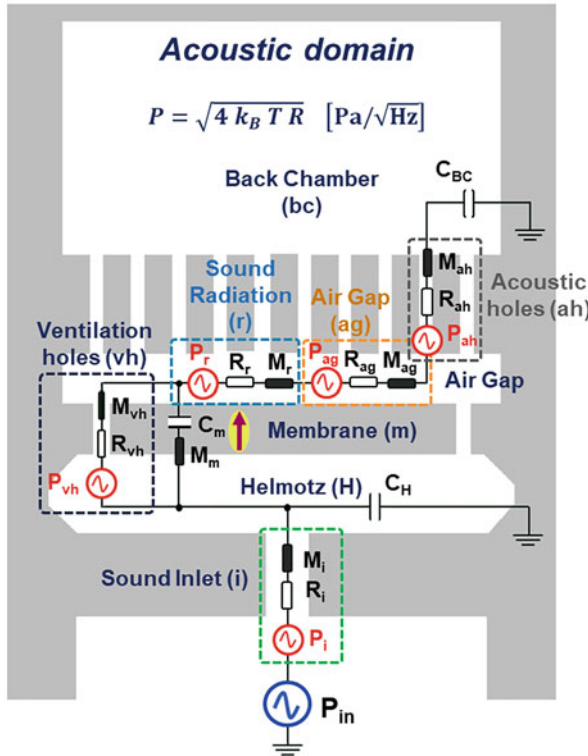 Acoustic domain
P = √4 k_B T R [Pa/√Hz]
Back Chamber
(bc)
C_BC
Sound
Radiation
(r)
Air Gap
(ag)
M_ah
R_ah
P_ah
Acoustic
holes (ah)
Ventilation
holes (vh)
P_r
R_r
M_r
P_ag
R_ag
M_ag
Air Gap
M_vh
R_vh
P_vh
C_m
M_m
Membrane (m)
Helmotz (H)
C_H
Sound Inlet (i)
M_i
R_i
P_i
P_in